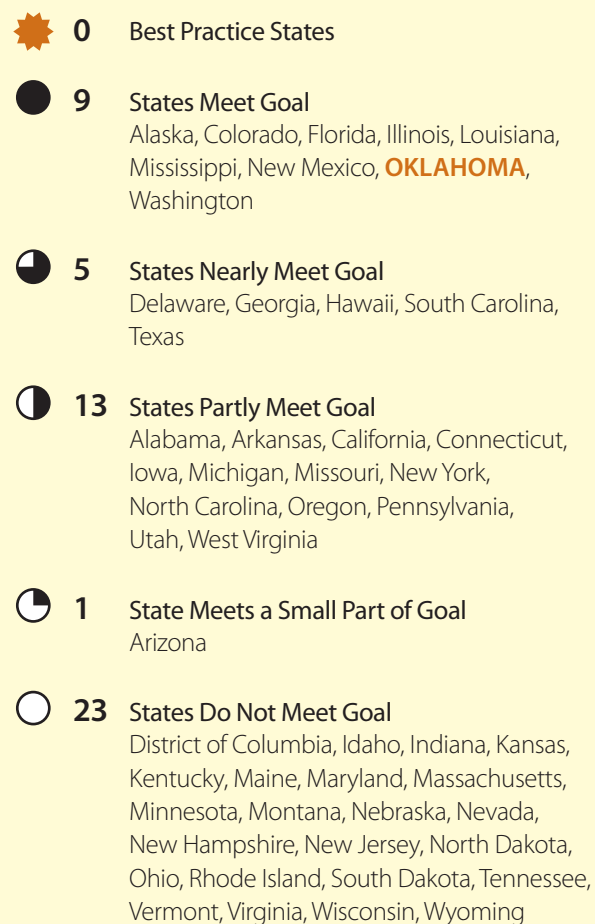 0 Best Practice States
9 States Meet Goal
Alaska, Colorado, Florida, Illinois, Louisiana,
Mississippi, New Mexico, OKLAHOMA,
Washington
5 States Nearly Meet Goal
Delaware, Georgia, Hawaii, South Carolina,
Texas
13 States Partly Meet Goal
Alabama, Arkansas, California, Connecticut,
Iowa, Michigan, Missouri, New York,
North Carolina, Oregon, Pennsylvania,
Utah, West Virginia
1 State Meets a Small Part of Goal
Arizona
23 States Do Not Meet Goal
District of Columbia, Idaho, Indiana, Kansas,
Kentucky, Maine, Maryland, Massachusetts,
Minnesota, Montana, Nebraska, Nevada,
New Hampshire, New Jersey, North Dakota,
Ohio, Rhode Island, South Dakota, Tennessee,
Vermont, Virginia, Wisconsin, Wyoming